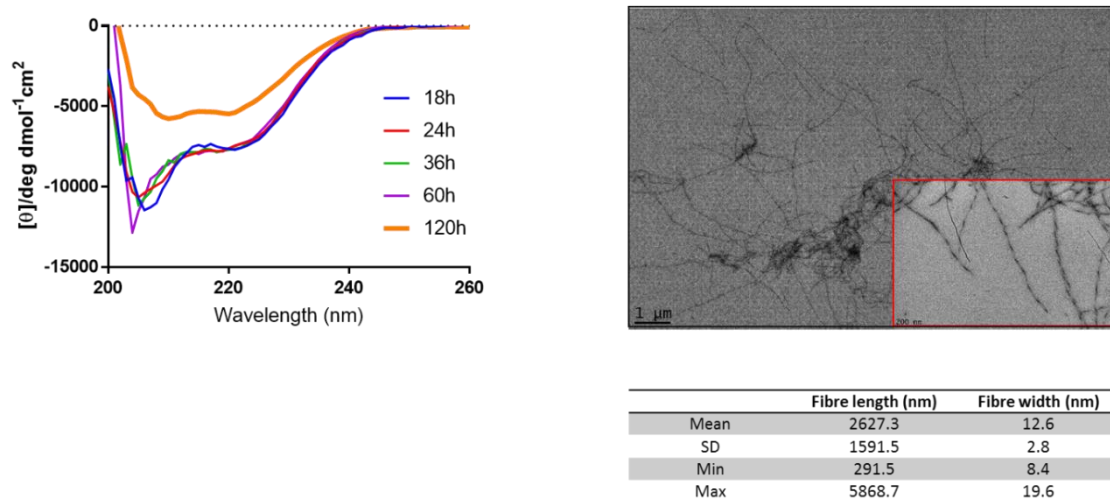 0
-5000
-10000
-15000
[θ]/deg dmol-1cm2
200 220 240 260
Wavelength (nm)
18h
24h
36h
60h
120h
1 μm
200 nm
Fibre length (nm) Fibre width (nm)
Mean 2627.3 12.6
SD 1591.5 2.8
Min 291.5 8.4
Max 5868.7 19.6